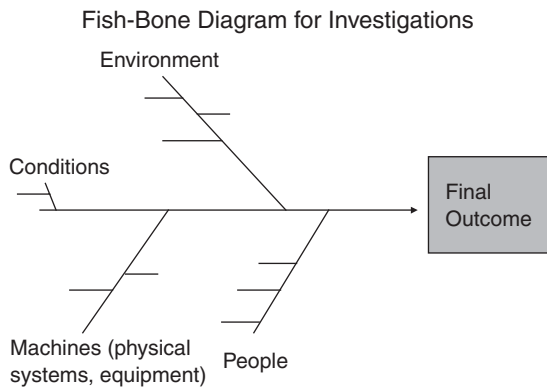 Fish-Bone Diagram for Investigations
Environment
Conditions
Final
Outcome
Machines (physical
systems, equipment)
People